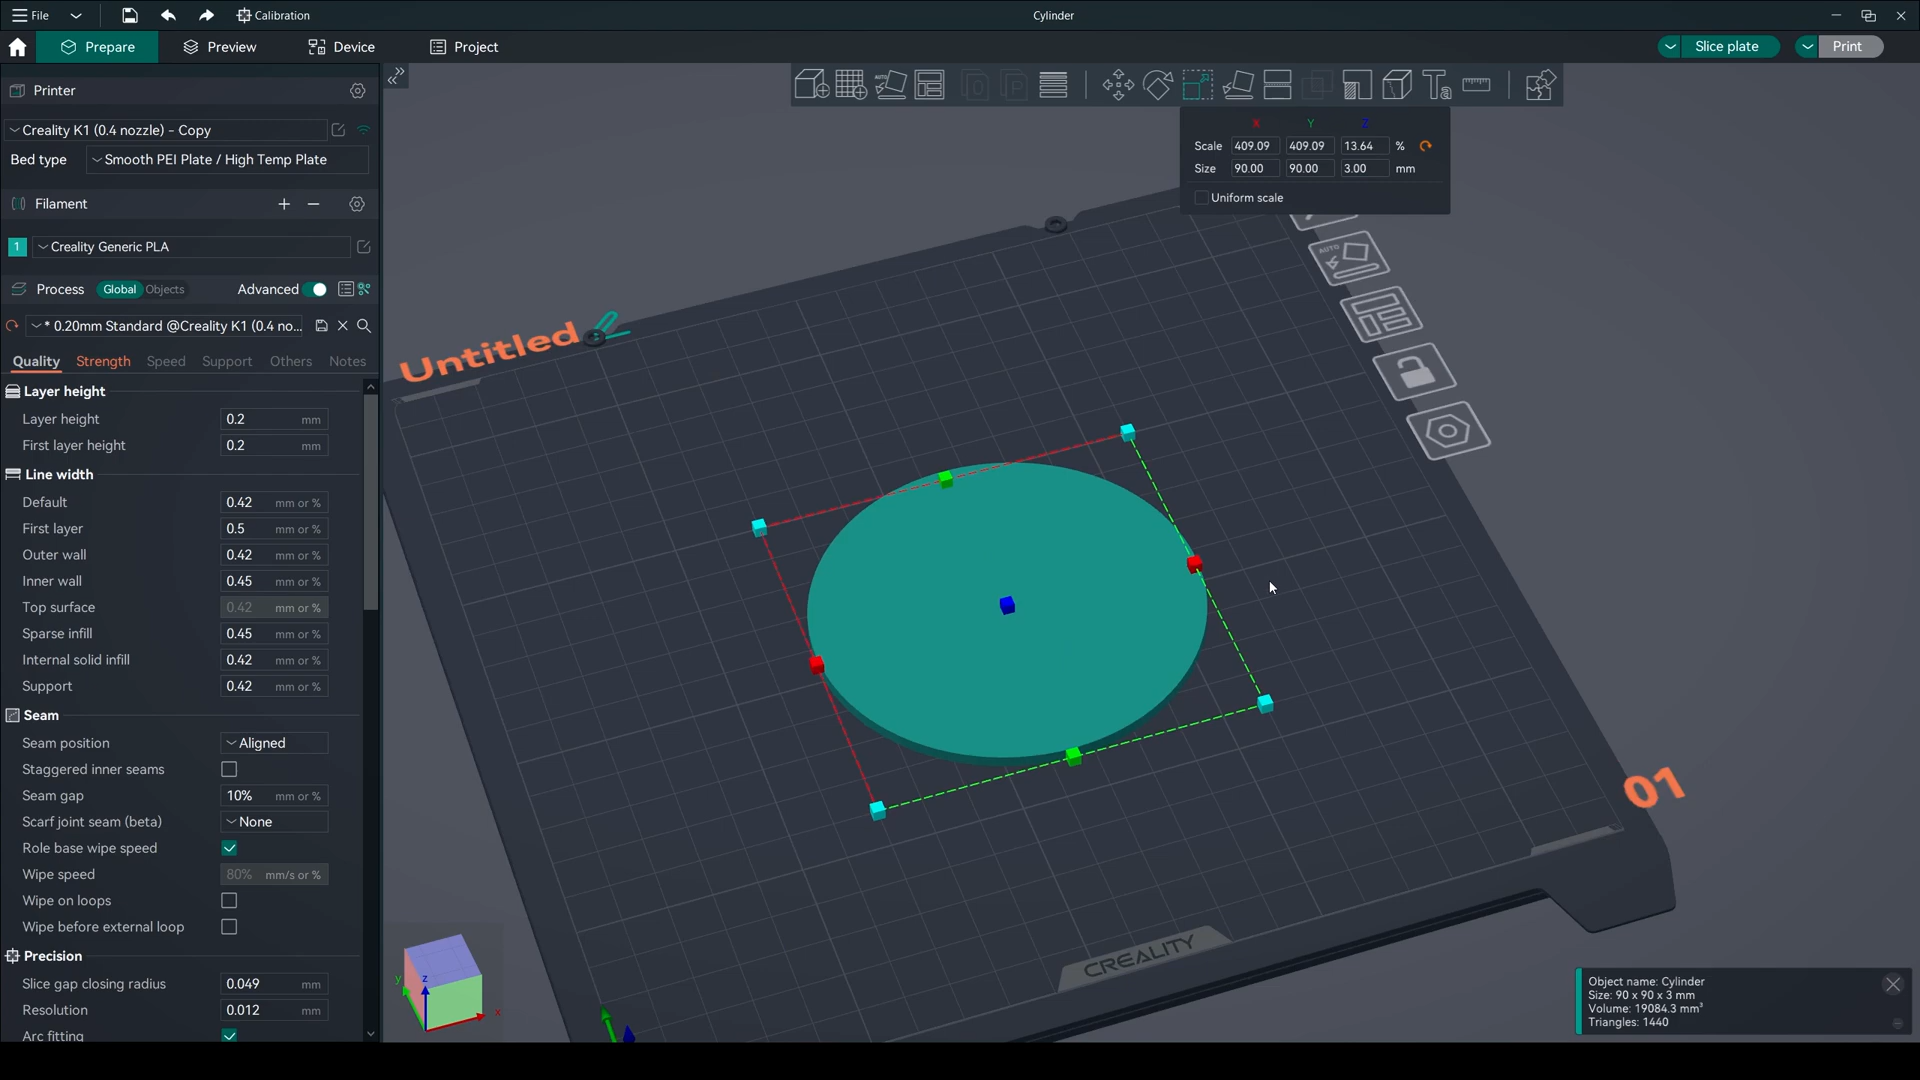 File
Calibration
Cylinder
Prepare
Preview
Device
Project
Slice plate
Print
Printer
Creality K1 (0.4 nozzle) - Copy
Bed type
Smooth PEI Plate / High Temp Plate
Filament
1
Creality Generic PLA
Process
Global
Objects
Advanced
* 0.20mm Standard @Creality K1 (0.4 no...
Quality
Strength
Speed
Support
Others
Notes
Layer height
Layer height 0.2 mm
First layer height 0.2 mm
Line width
Default 0.42 mm or %
First layer 0.5 mm or %
Outer wall 0.42 mm or %
Inner wall 0.45 mm or %
Top surface 0.42 mm or %
Sparse infill 0.45 mm or %
Internal solid infill 0.42 mm or %
Support 0.42 mm or %
Seam
Seam position Aligned
Staggered inner seams
Seam gap 10% mm or %
Scarf joint seam (beta) None
Role base wipe speed
Wipe speed 80% mm/s or %
Wipe on loops
Wipe before external loop
Precision
Slice gap closing radius 0.049 mm
Resolution 0.012 mm
Arc fitting
X Y Z
Scale 409.09 409.09 13.64 %
Size 90.00 90.00 3.00 mm
Uniform scale
AUTO
Untitled
01
CREALITY
y z x
Object name: Cylinder
Size: 90 x 90 x 3 mm
Volume: 19084.3 mm³
Triangles: 1440